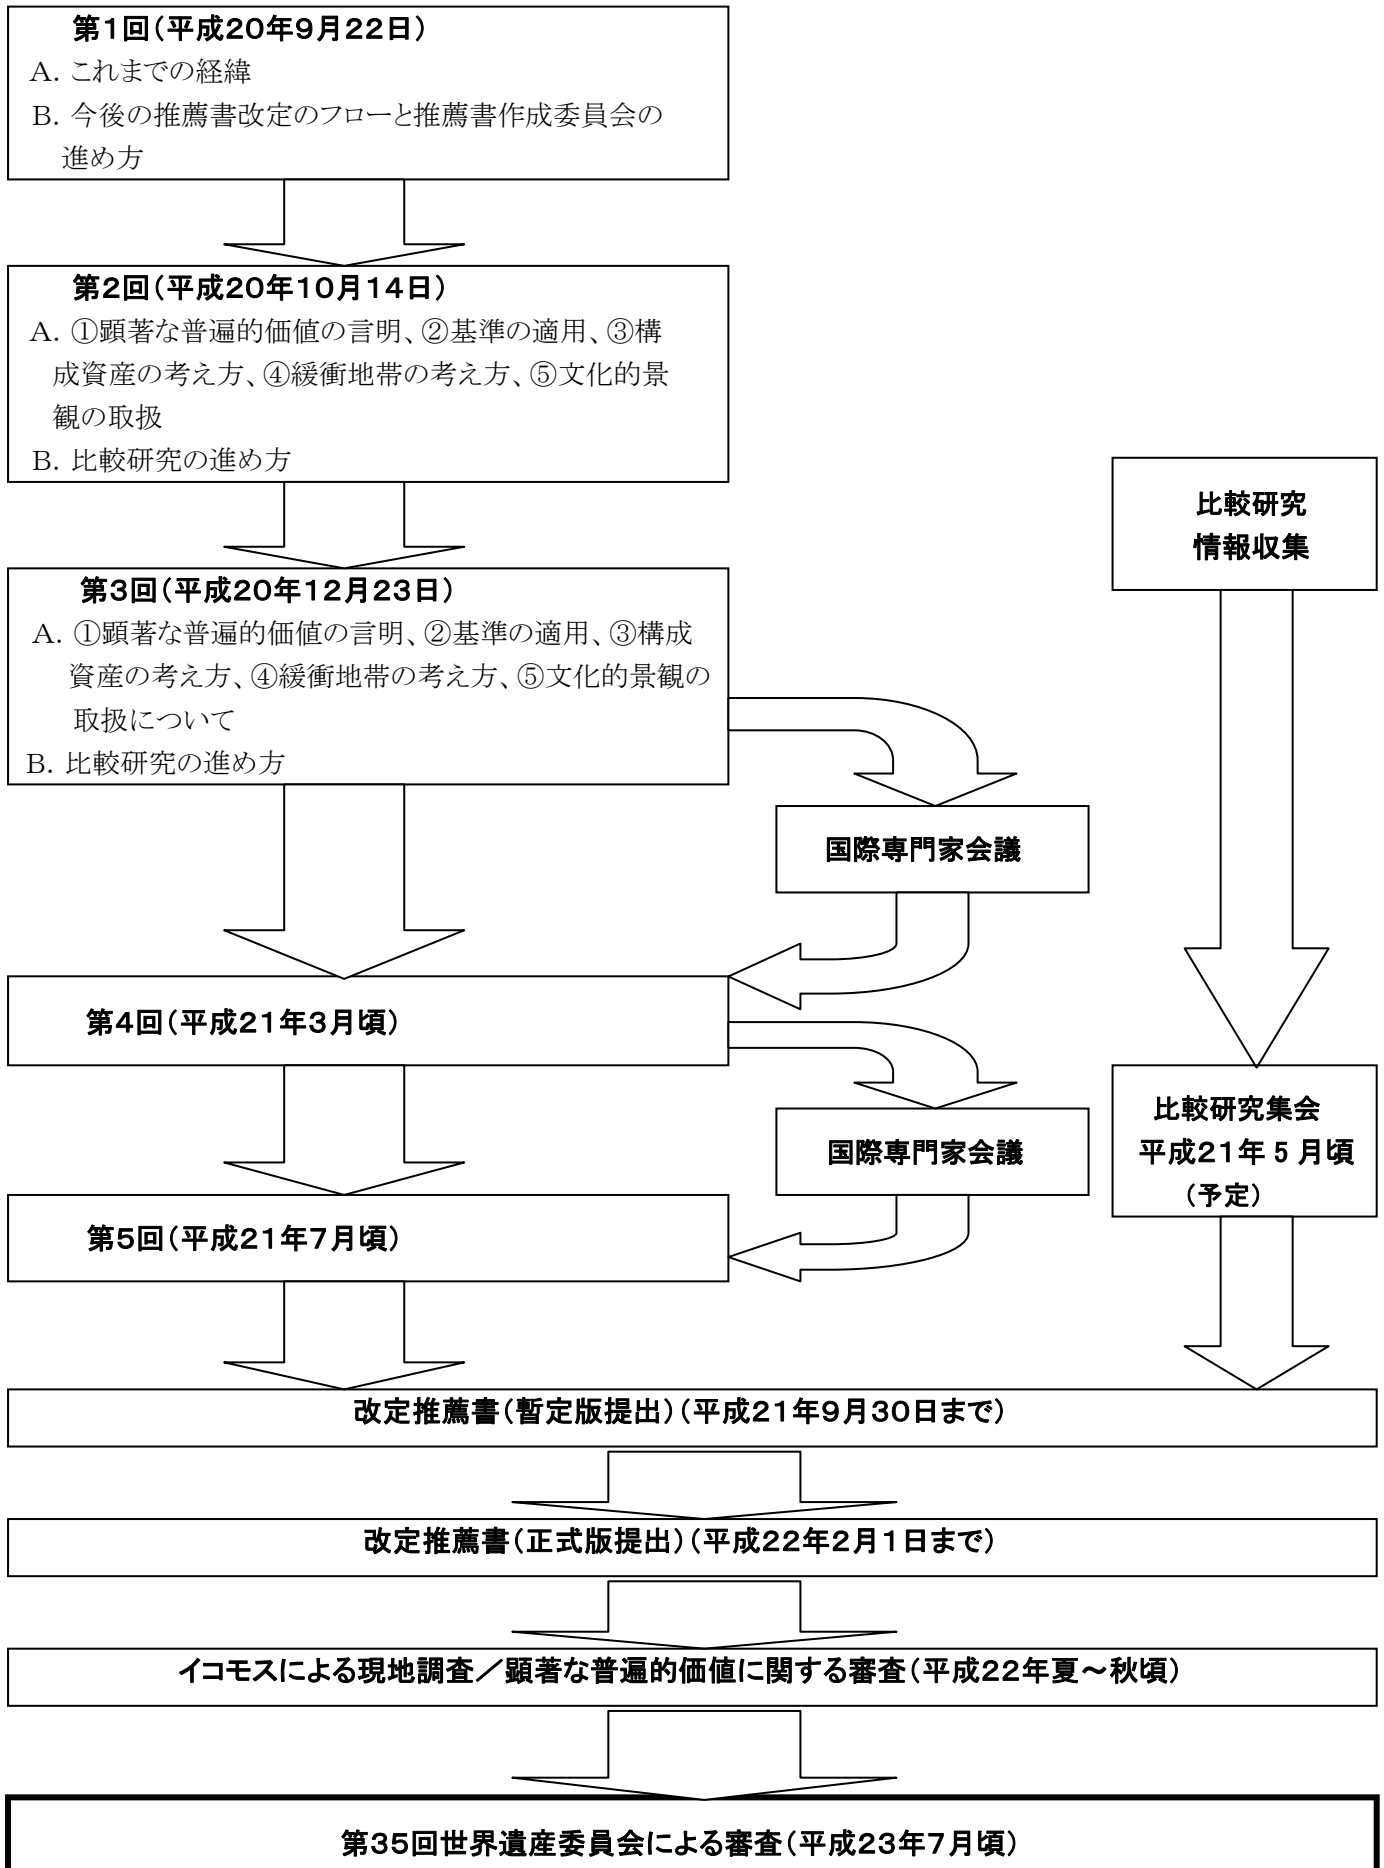 第1回(平成20年9月22日)
A. これまでの経緯
B. 今後の推薦書改定のフローと推薦書作成委員会の
進め方
第2回(平成20年10月14日)
A. ①顕著な普遍的価値の言明、②基準の適用、③構
成資産の考え方、④緩衝地帯の考え方、⑤文化的景
観の取扱
B. 比較研究の進め方
第3回(平成20年12月23日)
A. ①顕著な普遍的価値の言明、②基準の適用、③構成
資産の考え方、④緩衝地帯の考え方、⑤文化的景観の
取扱について
B. 比較研究の進め方
国際専門家会議
第4回(平成21年3月頃)
国際専門家会議
第5回(平成21年7月頃)
比較研究
情報収集
比較研究集会
平成21年 5 月頃
(予定)
改定推薦書(暫定版提出)(平成21年9月30日まで)
改定推薦書(正式版提出)(平成22年2月1日まで)
イコモスによる現地調査/顕著な普遍的価値に関する審査(平成22年夏~秋頃)
第35回世界遺産委員会による審査(平成23年7月頃)